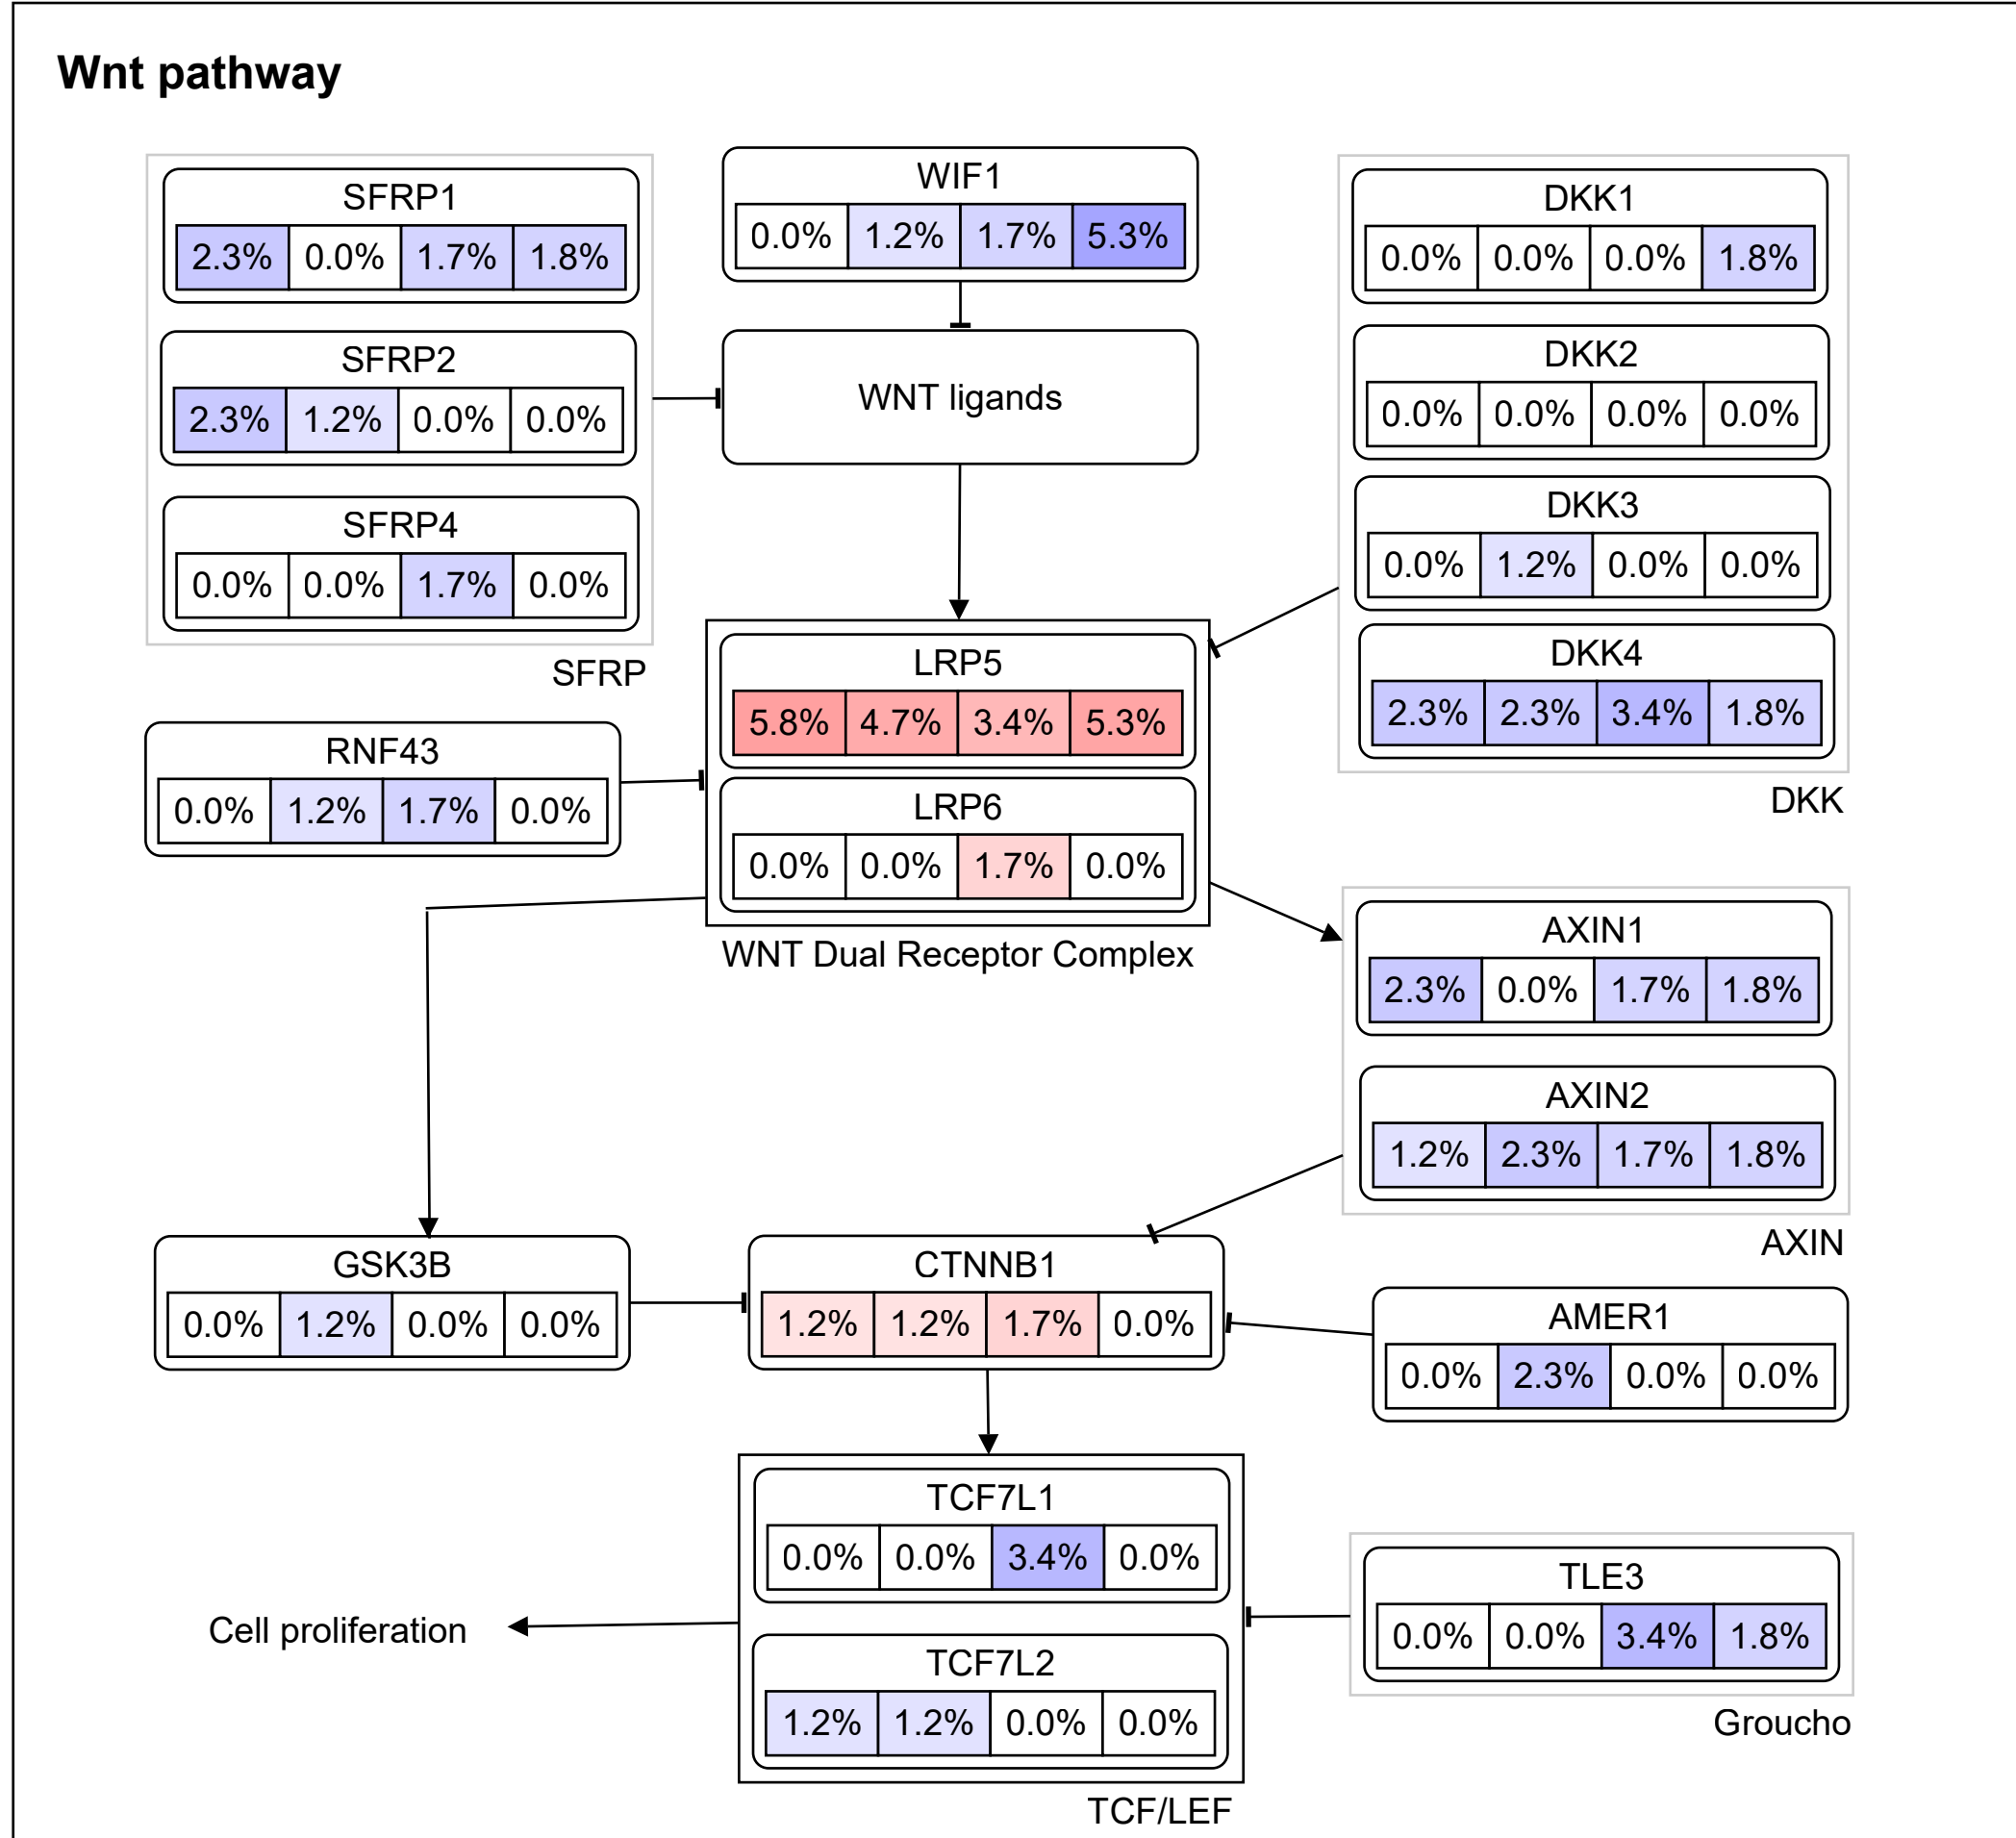 Wnt pathway
SFRP1
2.3% 0.0% 1.7% 1.8%
SFRP2
2.3% 1.2% 0.0% 0.0%
SFRP4
0.0% 0.0% 1.7% 0.0%
SFRP
WIF1
0.0% 1.2% 1.7% 5.3%
WNT ligands
DKK1
0.0% 0.0% 0.0% 1.8%
DKK2
0.0% 0.0% 0.0% 0.0%
DKK3
0.0% 1.2% 0.0% 0.0%
DKK4
2.3% 2.3% 3.4% 1.8%
DKK
RNF43
0.0% 1.2% 1.7% 0.0%
LRP5
5.8% 4.7% 3.4% 5.3%
LRP6
0.0% 0.0% 1.7% 0.0%
WNT Dual Receptor Complex
AXIN1
2.3% 0.0% 1.7% 1.8%
AXIN2
1.2% 2.3% 1.7% 1.8%
AXIN
GSK3B
0.0% 1.2% 0.0% 0.0%
CTNNB1
1.2% 1.2% 1.7% 0.0%
AMER1
0.0% 2.3% 0.0% 0.0%
TCF7L1
0.0% 0.0% 3.4% 0.0%
TCF7L2
1.2% 1.2% 0.0% 0.0%
TCF/LEF
TLE3
0.0% 0.0% 3.4% 1.8%
Groucho
Cell proliferation